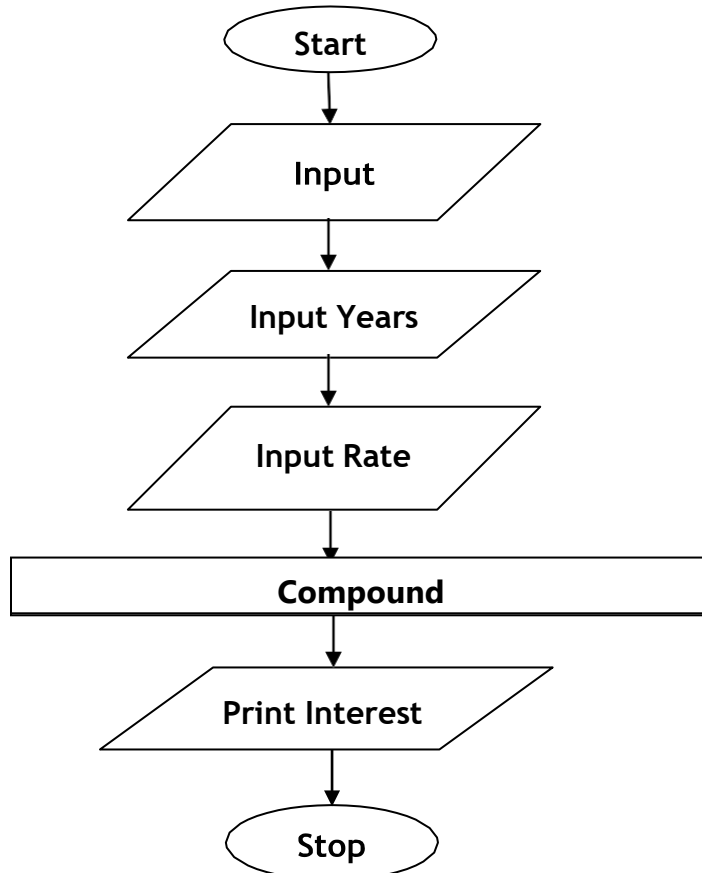 Start
Input
Input Years
Input Rate
Compound
Print Interest
Stop